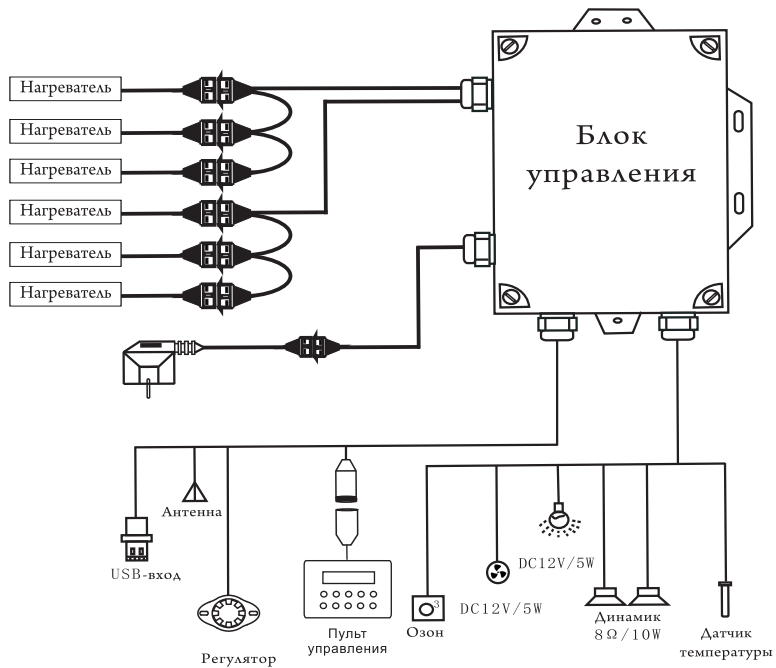 Нагреватель
Нагреватель
Нагреватель
Нагреватель
Нагреватель
Нагреватель
Блок
управления
Антенна
USB-вход
Регулятор
Пульт
управления
3
Озон
DC12V/5W
DC12V/5W
Динамик
8Ω/10W
Датчик
температуры